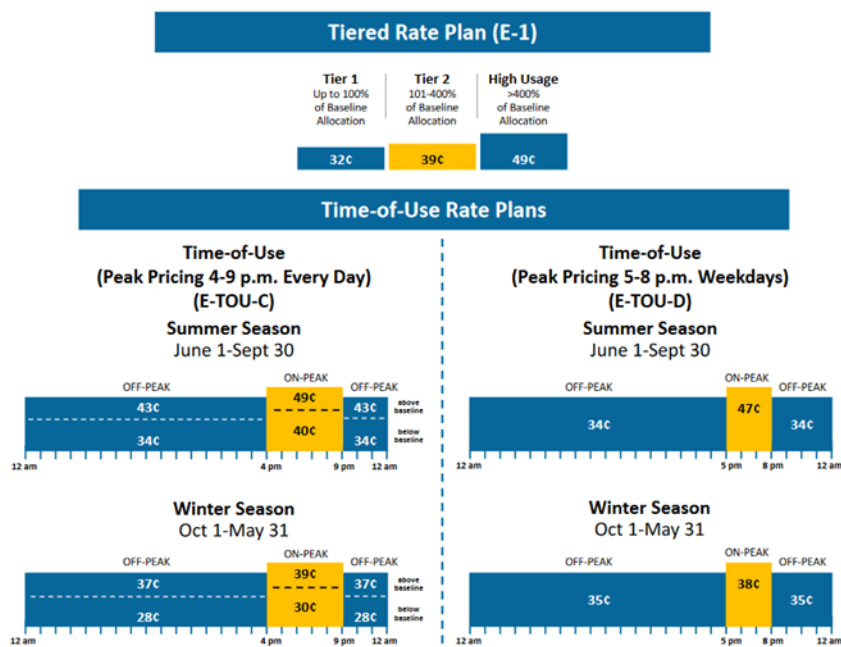 Tiered Rate Plan (E-1)
Tier 1
Up to 100%
of Baseline
Allocation
Tier 2
101-400%
of Baseline
Allocation
High Usage
>400%
of Baseline
Allocation
32¢
39¢
49¢
Time-of-Use Rate Plans
Time-of-Use
(Peak Pricing 4-9 p.m. Every Day)
(E-TOU-C)
Summer Season
June 1-Sept 30
OFF-PEAK
ON-PEAK
OFF-PEAK
43¢
49¢
43¢
above
baseline
34¢
40¢
34¢
below
baseline
12 am
4 pm
9 pm
12 am
Winter Season
Oct 1-May 31
OFF-PEAK
ON-PEAK
OFF-PEAK
37¢
39¢
37¢
above
baseline
28¢
30¢
28¢
below
baseline
12 am
4 pm
9 pm
12 am
Time-of-Use
(Peak Pricing 5-8 p.m. Weekdays)
(E-TOU-D)
Summer Season
June 1-Sept 30
OFF-PEAK
ON-PEAK
OFF-PEAK
34¢
47¢
34¢
12 am
5 pm
8 pm
12 am
Winter Season
Oct 1-May 31
OFF-PEAK
ON-PEAK
OFF-PEAK
35¢
38¢
35¢
12 am
5 pm
8 pm
12 am